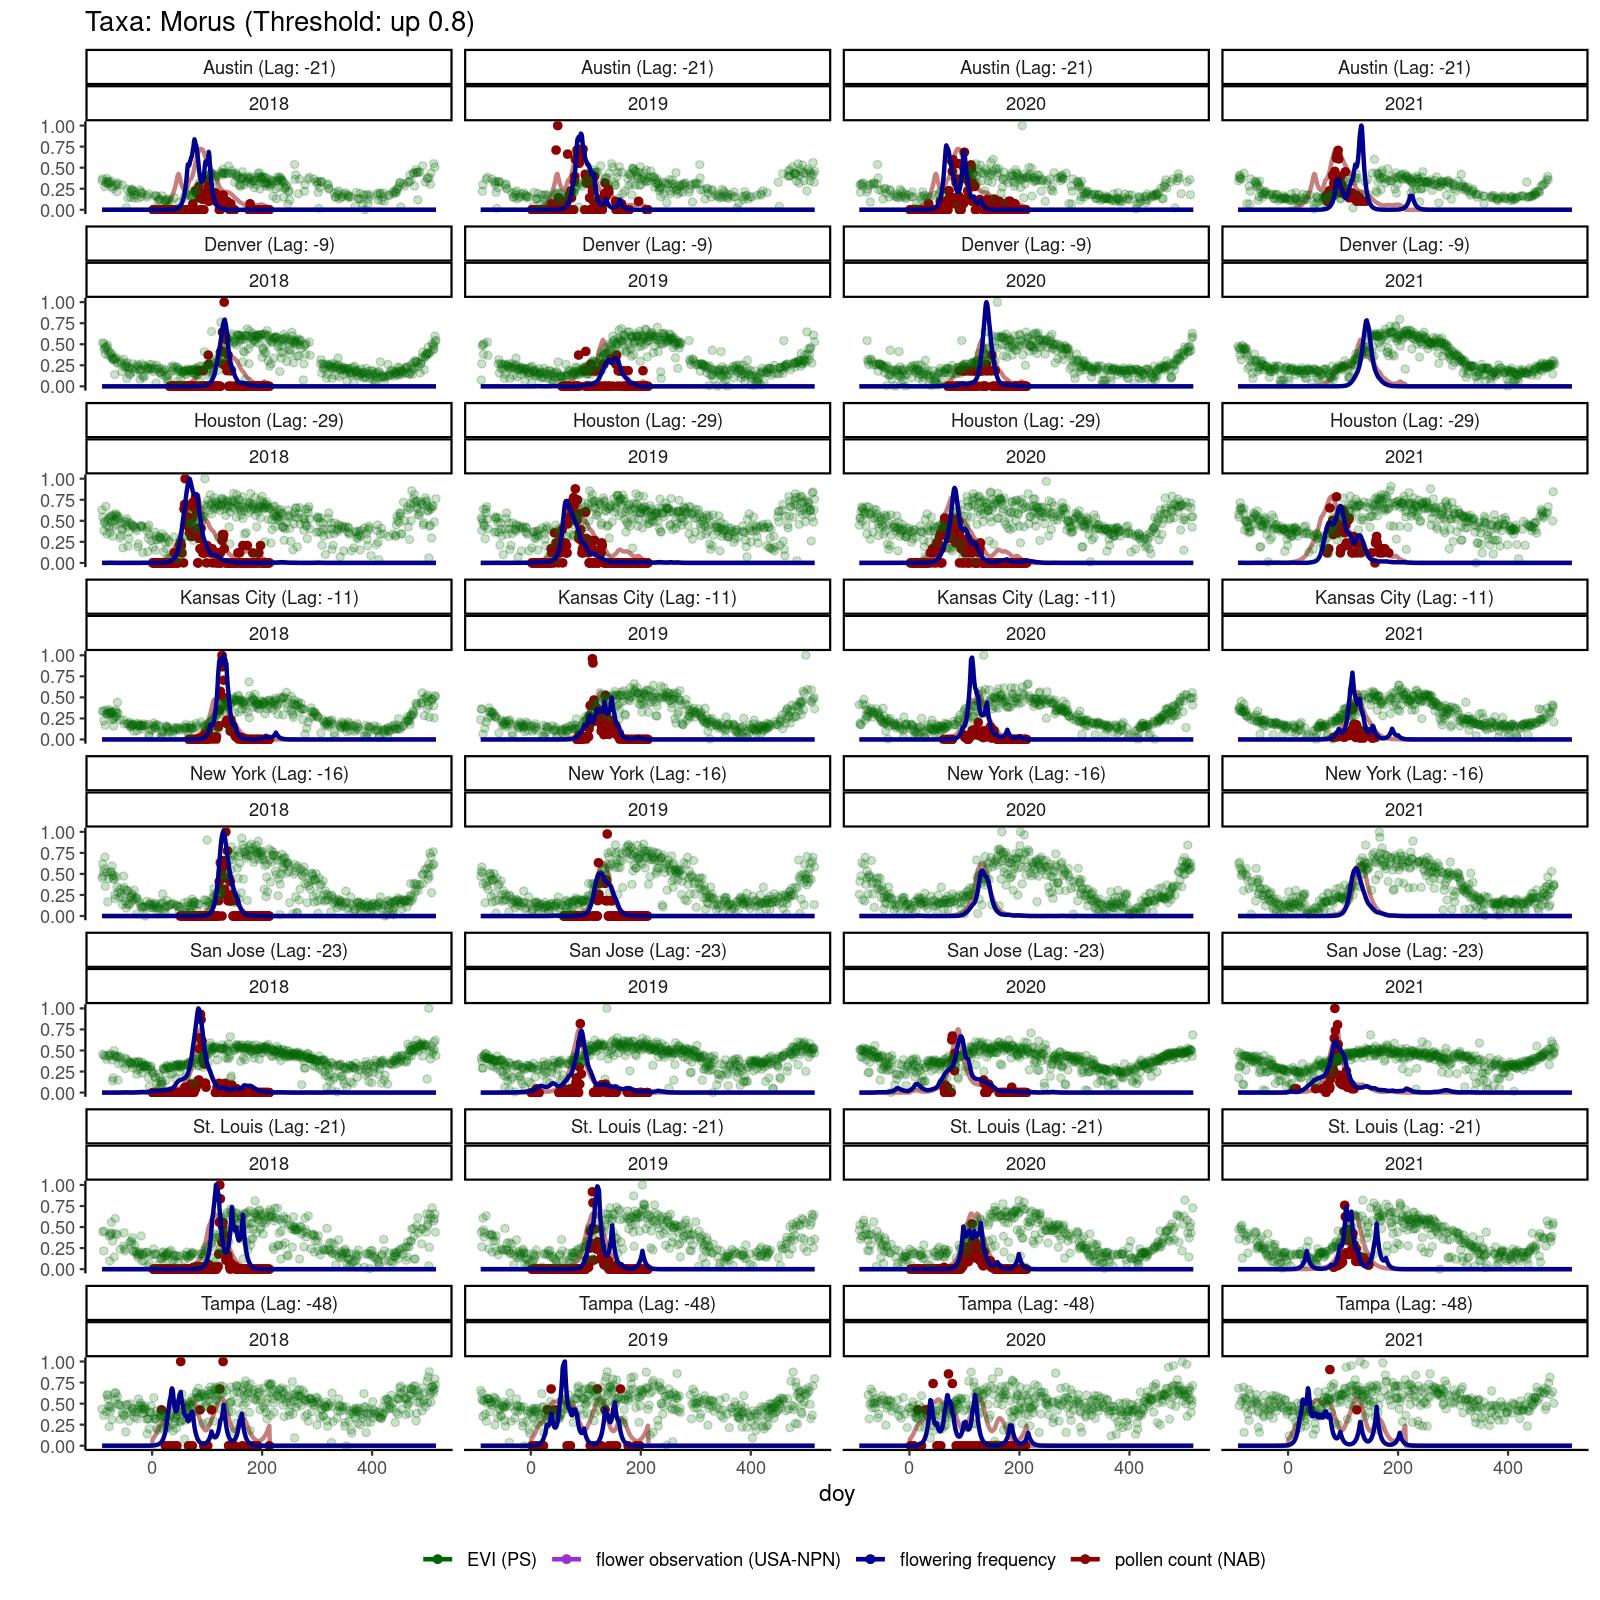 Taxa: Morus (Threshold: up 0.8)
Austin (Lag: -21) Austin (Lag: -21) Austin (Lag: -21) Austin (Lag: -21)
2018 2019 2020 2021
1.00
0.75
0.50
0.25
0.00
Denver (Lag: -9) Denver (Lag: -9) Denver (Lag: -9) Denver (Lag: -9)
2018 2019 2020 2021
1.00
0.75
0.50
0.25
0.00
Houston (Lag: -29) Houston (Lag: -29) Houston (Lag: -29) Houston (Lag: -29)
2018 2019 2020 2021
1.00
0.75
0.50
0.25
0.00
Kansas City (Lag: -11) Kansas City (Lag: -11) Kansas City (Lag: -11) Kansas City (Lag: -11)
2018 2019 2020 2021
1.00
0.75
0.50
0.25
0.00
New York (Lag: -16) New York (Lag: -16) New York (Lag: -16) New York (Lag: -16)
2018 2019 2020 2021
1.00
0.75
0.50
0.25
0.00
San Jose (Lag: -23) San Jose (Lag: -23) San Jose (Lag: -23) San Jose (Lag: -23)
2018 2019 2020 2021
1.00
0.75
0.50
0.25
0.00
St. Louis (Lag: -21) St. Louis (Lag: -21) St. Louis (Lag: -21) St. Louis (Lag: -21)
2018 2019 2020 2021
1.00
0.75
0.50
0.25
0.00
Tampa (Lag: -48) Tampa (Lag: -48) Tampa (Lag: -48) Tampa (Lag: -48)
2018 2019 2020 2021
1.00
0.75
0.50
0.25
0.00
0 200 400 0 200 400 0 200 400 0 200 400
doy
EVI (PS) flower observation (USA-NPN) flowering frequency pollen count (NAB)